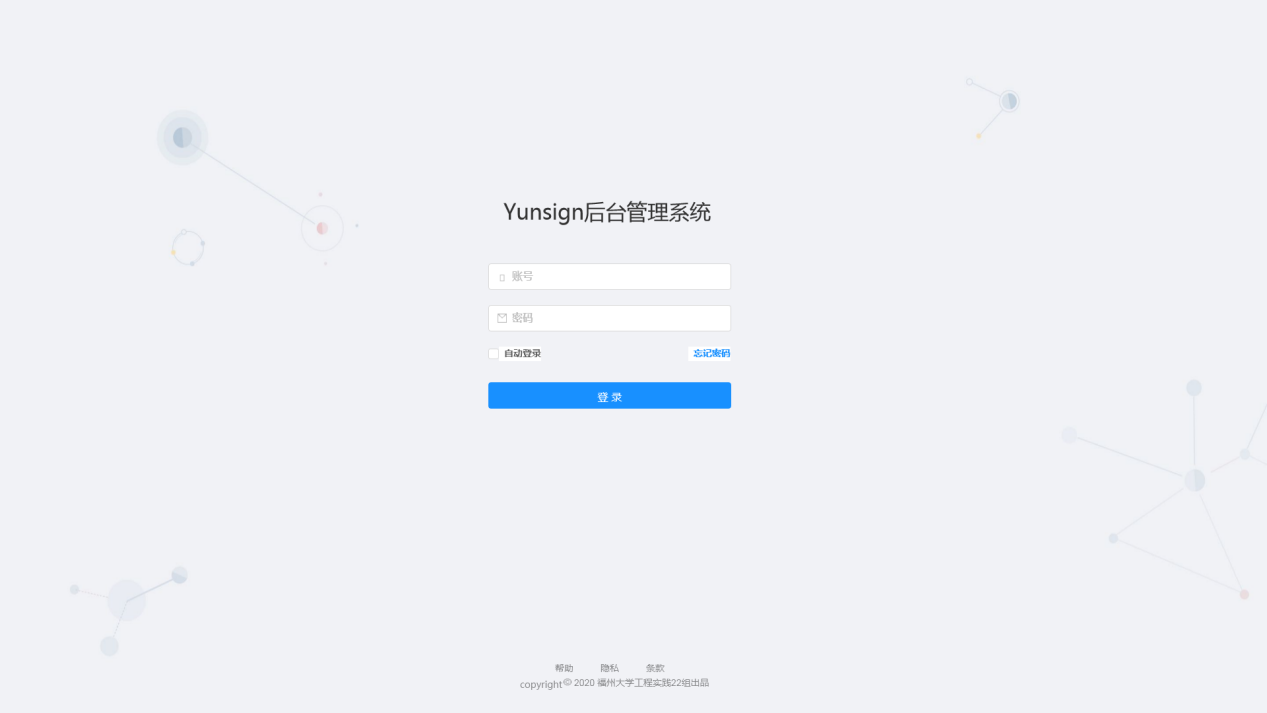 Yunsign后台管理系统
账号
密码
自动登录 忘记密码
登 录
帮助 隐私 条款
copyright© 2020 福州大学工程实践22组出品